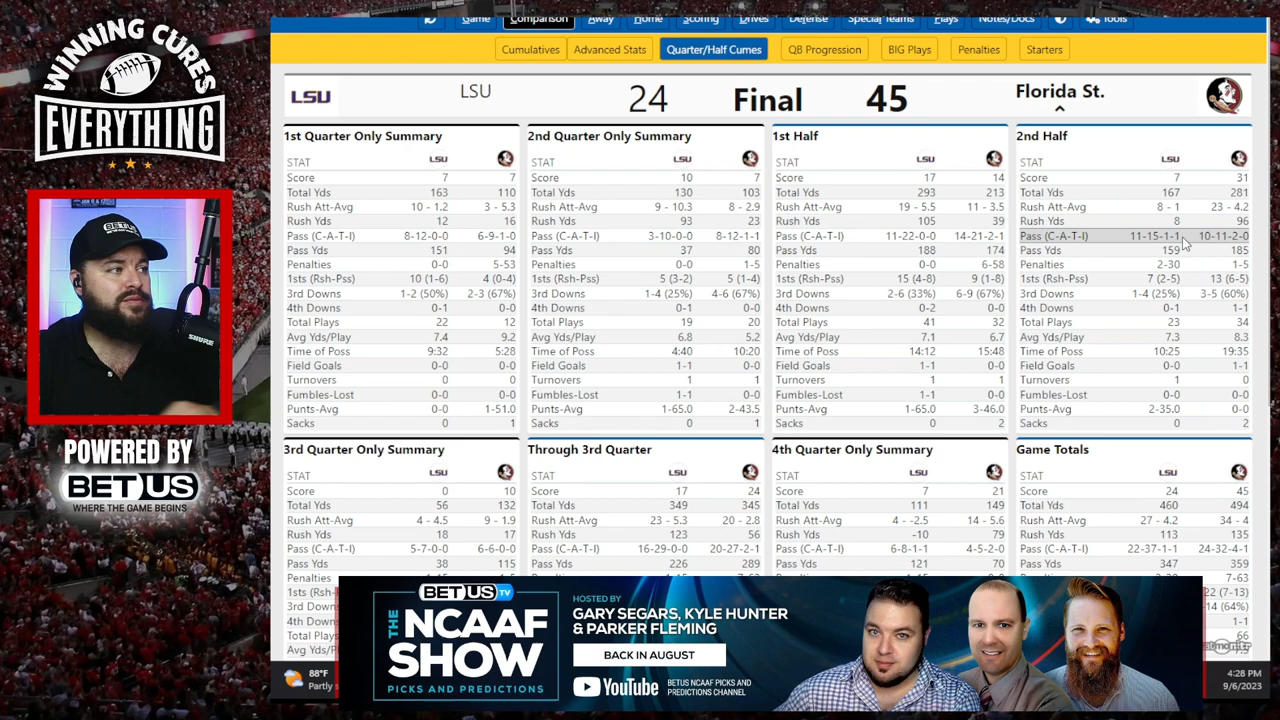 WINNING CURES
EVERYTHING
POWERED BY
BETUS
WHERE THE GAME BEGINS
BETUS
SHURE
Game Comparison Away Home Scoring Drives Defense Special Teams Plays Notes/Docs Tools
Cumulatives Advanced Stats Quarter/Half Cumes QB Progression BIG Plays Penalties Starters
LSU LSU 24 Final 45 Florida St.
1st Quarter Only Summary
STAT LSU
Score 7 7
Total Yds 163 110
Rush Att-Avg 10 - 1.2 3 - 5.3
Rush Yds 12 16
Pass (C-A-T-I) 8-12-0-0 6-9-1-0
Pass Yds 151 94
Penalties 0-0 5-53
1sts (Rsh-Pss) 10 (1-6) 4 (0-4)
3rd Downs 1-2 (50%) 2-3 (67%)
4th Downs 0-1 0-0
Total Plays 22 12
Avg Yds/Play 7.4 9.2
Time of Poss 9:32 5:28
Field Goals 0-0 0-0
Turnovers 0 0
Fumbles-Lost 0-0 0-0
Punts-Avg 0-0 1-51.0
Sacks 0 1
2nd Quarter Only Summary
STAT LSU
Score 10 7
Total Yds 130 103
Rush Att-Avg 9 - 10.3 8 - 2.9
Rush Yds 93 23
Pass (C-A-T-I) 3-10-0-0 8-12-1-1
Pass Yds 37 80
Penalties 0-0 1-5
1sts (Rsh-Pss) 5 (3-2) 5 (1-4)
3rd Downs 1-4 (25%) 4-6 (67%)
4th Downs 0-1 0-0
Total Plays 19 20
Avg Yds/Play 6.8 5.2
Time of Poss 4:40 10:20
Field Goals 1-1 0-0
Turnovers 1 1
Fumbles-Lost 1-1 0-0
Punts-Avg 1-65.0 2-43.5
Sacks 0 1
1st Half
STAT LSU
Score 17 14
Total Yds 293 213
Rush Att-Avg 19 - 5.5 11 - 3.5
Rush Yds 105 39
Pass (C-A-T-I) 11-22-0-0 14-21-2-1
Pass Yds 188 174
Penalties 0-0 6-58
1sts (Rsh-Pss) 15 (4-8) 9 (1-8)
3rd Downs 2-6 (33%) 6-9 (67%)
4th Downs 0-2 0-0
Total Plays 41 32
Avg Yds/Play 7.1 6.7
Time of Poss 14:12 15:48
Field Goals 1-1 0-0
Turnovers 1 1
Fumbles-Lost 1-1 0-0
Punts-Avg 1-65.0 3-46.0
Sacks 0 2
2nd Half
STAT LSU
Score 7 31
Total Yds 167 281
Rush Att-Avg 8 - 1 23 - 4.2
Rush Yds 8 96
Pass (C-A-T-I) 11-15-1-1 10-11-2-0
Pass Yds 159 185
Penalties 2-30 1-5
1sts (Rsh-Pss) 7 (2-5) 13 (6-5)
3rd Downs 1-4 (25%) 3-5 (60%)
4th Downs 0-1 1-1
Total Plays 23 34
Avg Yds/Play 7.3 8.3
Time of Poss 10:25 19:35
Field Goals 0-0 1-1
Turnovers 1 0
Fumbles-Lost 0-0 0-0
Punts-Avg 2-35.0 0-0
Sacks 0 2
3rd Quarter Only Summary
STAT LSU
Score 0 10
Total Yds 56 132
Rush Att-Avg 4 - 4.5 9 - 1.9
Rush Yds 18 17
Pass (C-A-T-I) 5-7-0-0 6-6-0-0
Pass Yds 38 115
Penalties
1sts (Rsh-
3rd Downs
4th Downs
Total Plays
Avg Yds/P
Through 3rd Quarter
STAT LSU
Score 17 24
Total Yds 349 345
Rush Att-Avg 23 - 5.3 20 - 2.8
Rush Yds 123 56
Pass (C-A-T-I) 16-29-0-0 20-27-2-1
Pass Yds 226 289
4th Quarter Only Summary
STAT LSU
Score 7 21
Total Yds 111 149
Rush Att-Avg 4 - -2.5 14 - 5.6
Rush Yds -10 79
Pass (C-A-T-I) 6-8-1-1 4-5-2-0
Pass Yds 121 70
Game Totals
STAT LSU
Score 24 45
Total Yds 460 494
Rush Att-Avg 27 - 4.2 34 - 4
Rush Yds 113 135
Pass (C-A-T-I) 22-37-1-1 24-32-4-1
Pass Yds 347 359
7-63
22 (7-13)
14 (64%)
1-1
66
BETUS TV
THE NCAAF SHOW
PICKS AND PREDICTIONS
HOSTED BY
GARY SEGARS, KYLE HUNTER
& PARKER FLEMING
BACK IN AUGUST
YouTube BETUS NCAAF PICKS AND
PREDICTIONS CHANNEL
88°F
Partly s
4:28 PM
9/6/2023